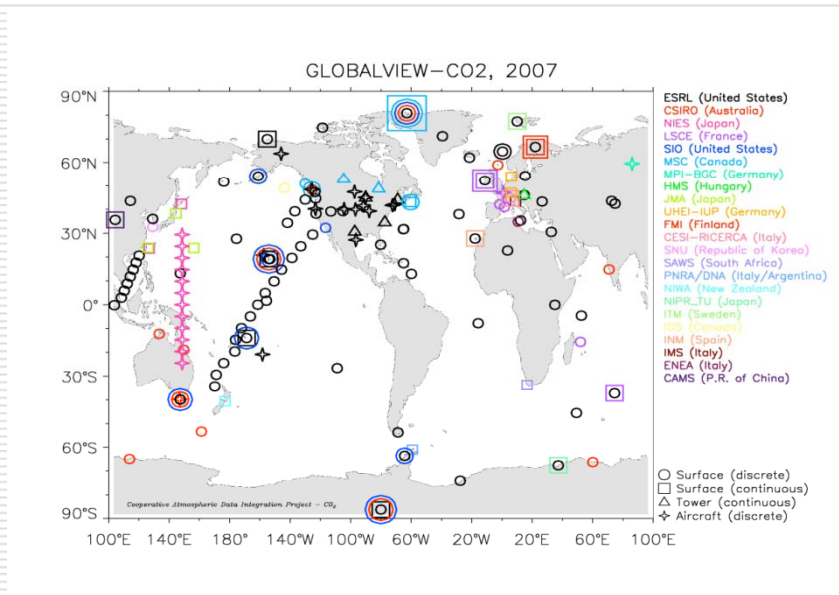 GLOBALVIEW-CO2, 2007
90°N
60°N
30°N
0°
30°S
60°S
90°S
100°E 140°E 180° 140°W 100°W 60°W 20°W 20°E 60°E 100°E
Cooperative Atmospheric Data Integration Project - CO₂
ESRL (United States)
CSIRO (Australia)
NIES (Japan)
LSCE (France)
SIO (United States)
MSC (Canada)
MPI-BGC (Germany)
HMS (Hungary)
JMA (Japan)
UHEI-IUP (Germany)
FMI (Finland)
CESI-RICERCA (Italy)
SNU (Republic of Korea)
SAWS (South Africa)
PNRA/DNA (Italy/Argentina)
NIWA (New Zealand)
NIPR_TU (Japan)
ITM (Sweden)
IOS (Canada)
INM (Spain)
IMS (Italy)
ENEA (Italy)
CAMS (P.R. of China)
Surface (discrete)
Surface (continuous)
Tower (continuous)
Aircraft (discrete)